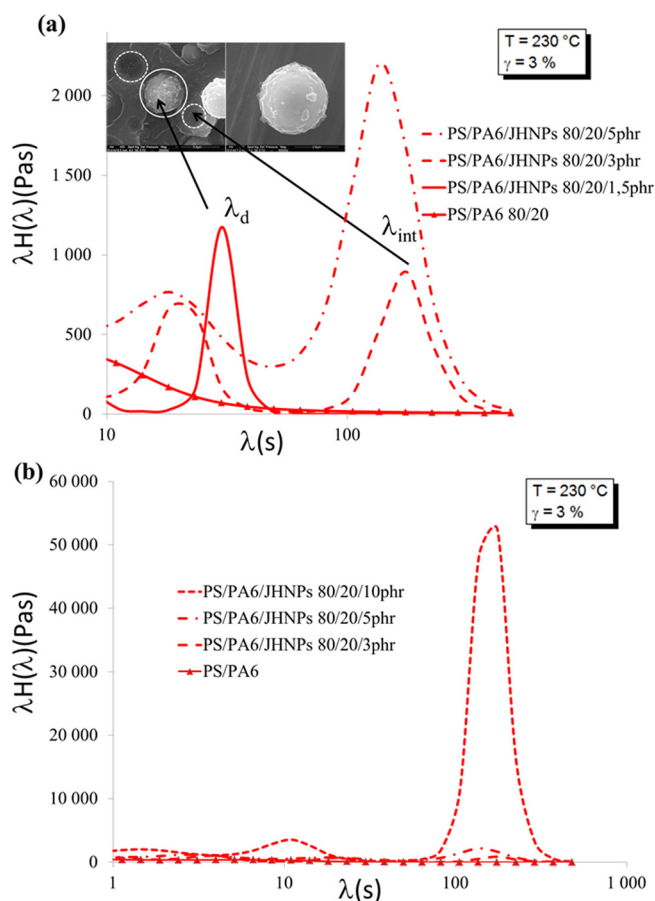 (a)
T = 230 °C
γ = 3 %
PS/PA6/JHNPs 80/20/5phr
PS/PA6/JHNPs 80/20/3phr
PS/PA6/JHNPs 80/20/1,5phr
PS/PA6 80/20
λd
λint
λH(λ)(Pas)
2 000
1 500
1 000
500
0
10
100
λ(s)
(b)
T = 230 °C
γ = 3 %
PS/PA6/JHNPs 80/20/10phr
PS/PA6/JHNPs 80/20/5phr
PS/PA6/JHNPs 80/20/3phr
PS/PA6
λH(λ)(Pas)
60 000
50 000
40 000
30 000
20 000
10 000
0
1
10
100
1 000
λ(s)